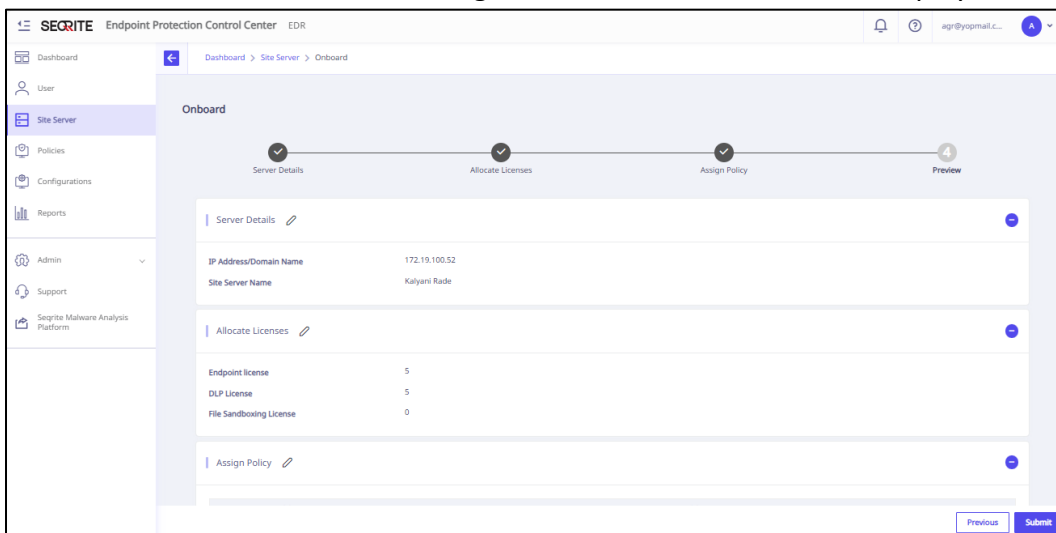 SEQRITE Endpoint Protection Control Center EDR
agr@yopmail.c...
A
Dashboard
User
Site Server
Policies
Configurations
Reports
Admin
Support
Seqrite Malware Analysis
Platform
Dashboard > Site Server > Onboard
Onboard
4
Server Details Allocate Licenses Assign Policy Preview
Server Details
IP Address/Domain Name 172.19.100.52
Site Server Name Kalyani Rade
Allocate Licenses
Endpoint license 5
DLP License 5
File Sandboxing License 0
Assign Policy
Previous Submit